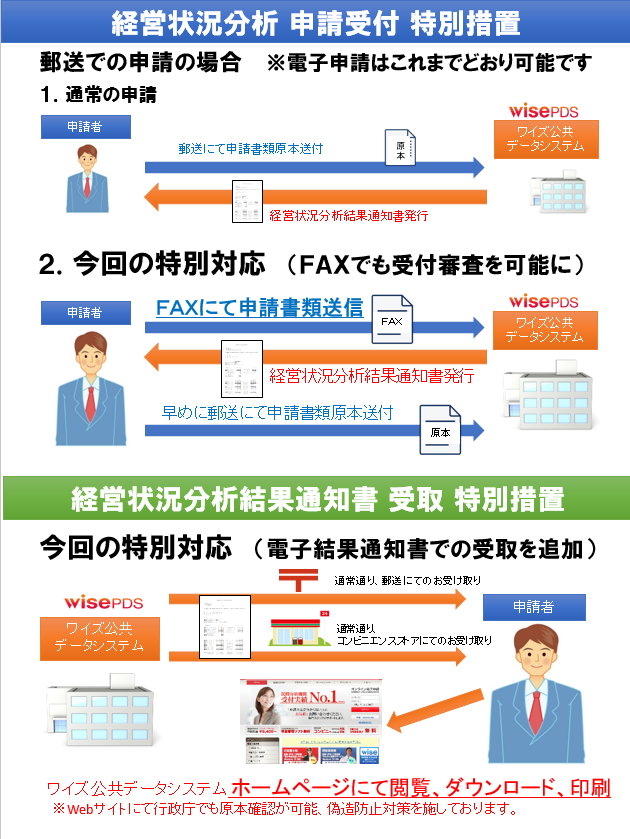 経営状況分析 申請受付 特別措置
郵送での申請の場合 ※電子申請はこれまでどおり可能です
1. 通常の申請
申請者
郵送にて申請書類原本送付
原本
wisePDS
ワイズ公共
データシステム
経営状況分析結果通知書発行
2. 今回の特別対応 (FAXでも受付審査を可能に)
申請者
FAXにて申請書類送信
FAX
wisePDS
ワイズ公共
データシステム
経営状況分析結果通知書発行
早めに郵送にて申請書類原本送付
原本
経営状況分析結果通知書 受取 特別措置
今回の特別対応 (電子結果通知書での受取を追加)
通常通り、郵送にてのお受け取り
wisePDS
ワイズ公共
データシステム
24
通常通り、
コンビニエンスストアにてのお受け取り
申請者
受付実績 No.1
無料
wise
ワイズ公共データシステム ホームページにて閲覧、ダウンロード、印刷
※Webサイトにて行政庁でも原本確認が可能、偽造防止対策を施しております。